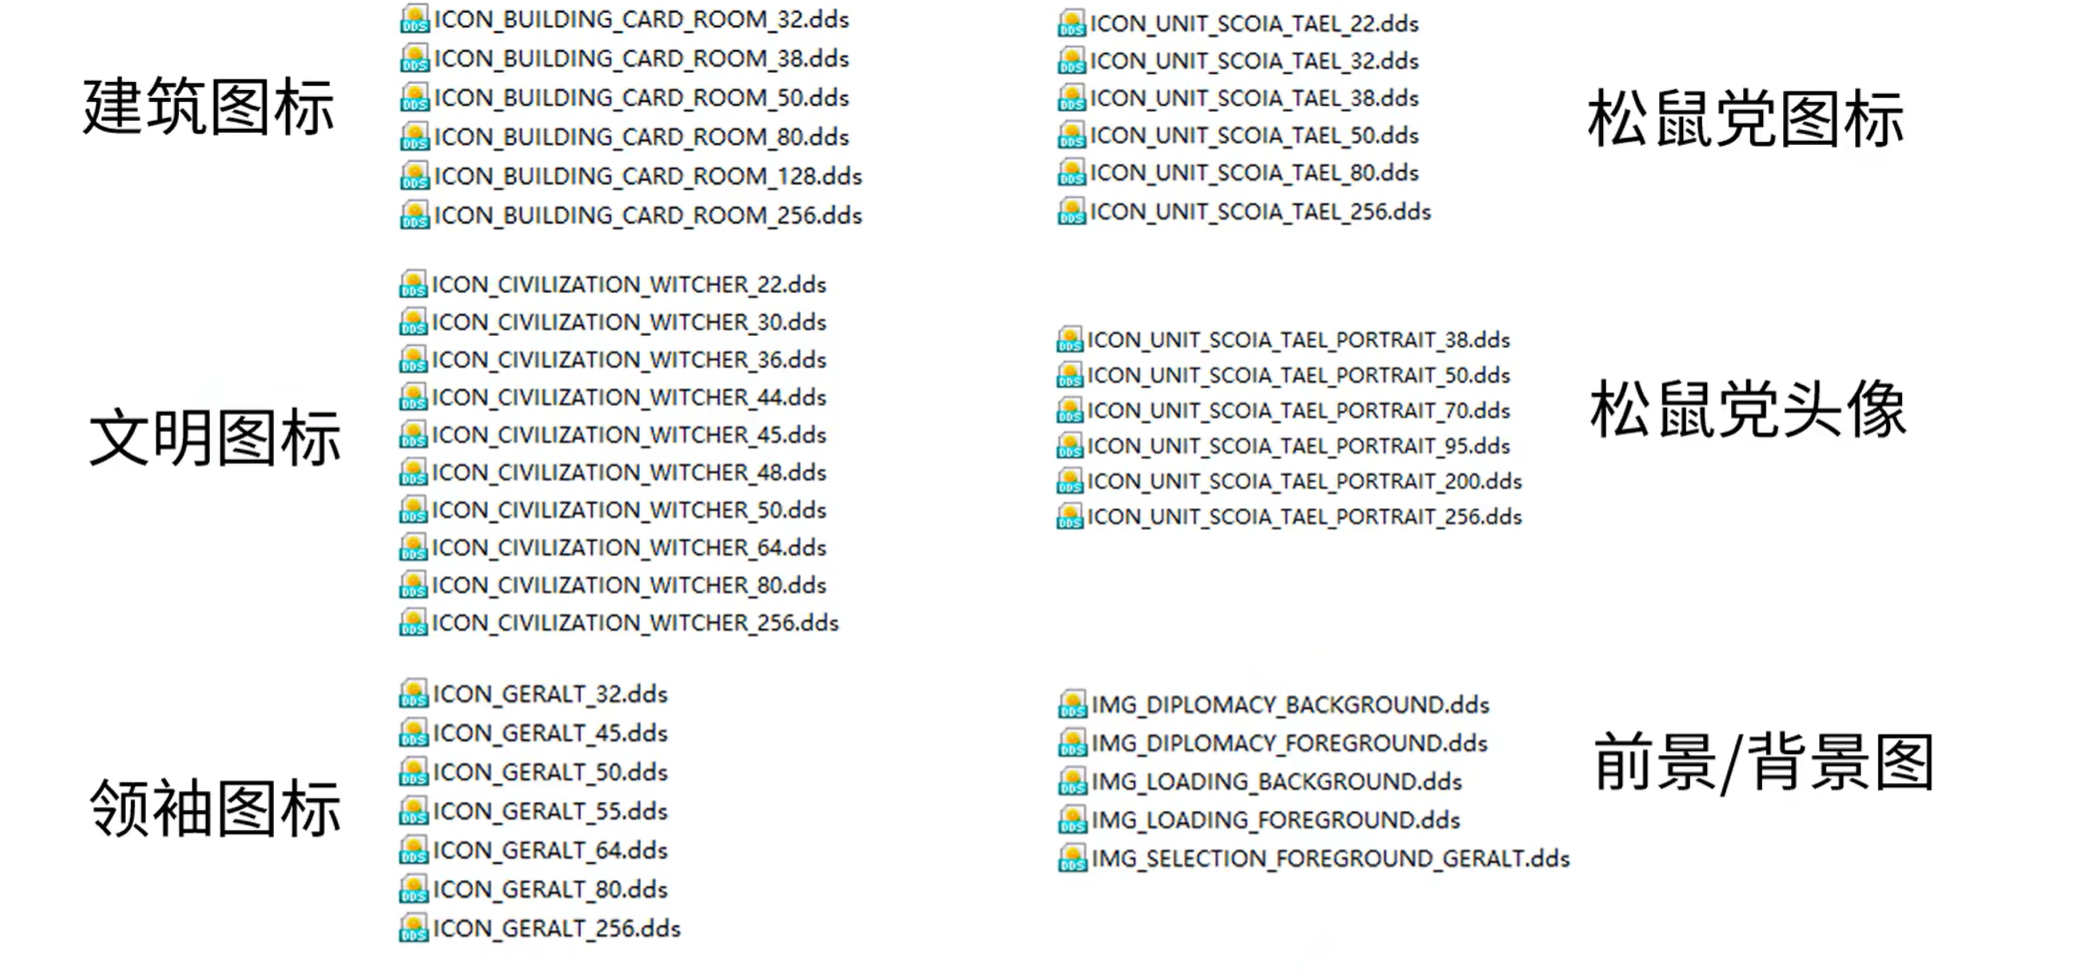 建筑图标
ICON_BUILDING_CARD_ROOM_32.dds
ICON_BUILDING_CARD_ROOM_38.dds
ICON_BUILDING_CARD_ROOM_50.dds
ICON_BUILDING_CARD_ROOM_80.dds
ICON_BUILDING_CARD_ROOM_128.dds
ICON_BUILDING_CARD_ROOM_256.dds
文明图标
ICON_CIVILIZATION_WITCHER_22.dds
ICON_CIVILIZATION_WITCHER_30.dds
ICON_CIVILIZATION_WITCHER_36.dds
ICON_CIVILIZATION_WITCHER_44.dds
ICON_CIVILIZATION_WITCHER_45.dds
ICON_CIVILIZATION_WITCHER_48.dds
ICON_CIVILIZATION_WITCHER_50.dds
ICON_CIVILIZATION_WITCHER_64.dds
ICON_CIVILIZATION_WITCHER_80.dds
ICON_CIVILIZATION_WITCHER_256.dds
领袖图标
ICON_GERALT_32.dds
ICON_GERALT_45.dds
ICON_GERALT_50.dds
ICON_GERALT_55.dds
ICON_GERALT_64.dds
ICON_GERALT_80.dds
ICON_GERALT_256.dds
ICON_UNIT_SCOIA_TAEL_22.dds
ICON_UNIT_SCOIA_TAEL_32.dds
ICON_UNIT_SCOIA_TAEL_38.dds
ICON_UNIT_SCOIA_TAEL_50.dds
ICON_UNIT_SCOIA_TAEL_80.dds
ICON_UNIT_SCOIA_TAEL_256.dds
松鼠党图标
ICON_UNIT_SCOIA_TAEL_PORTRAIT_38.dds
ICON_UNIT_SCOIA_TAEL_PORTRAIT_50.dds
ICON_UNIT_SCOIA_TAEL_PORTRAIT_70.dds
ICON_UNIT_SCOIA_TAEL_PORTRAIT_95.dds
ICON_UNIT_SCOIA_TAEL_PORTRAIT_200.dds
ICON_UNIT_SCOIA_TAEL_PORTRAIT_256.dds
松鼠党头像
IMG_DIPLOMACY_BACKGROUND.dds
IMG_DIPLOMACY_FOREGROUND.dds
IMG_LOADING_BACKGROUND.dds
IMG_LOADING_FOREGROUND.dds
IMG_SELECTION_FOREGROUND_GERALT.dds
前景/背景图